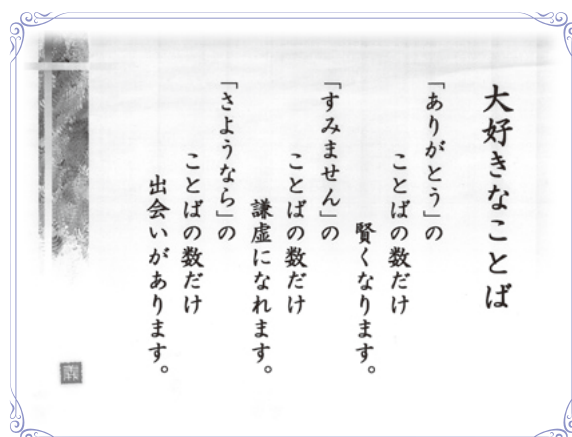 大好きなことば
「ありがとう」の
ことばの数だけ
賢くなります。
「すみません」の
ことばの数だけ
謙虚になれます。
「さようなら」の
ことばの数だけ
出会いがあります。